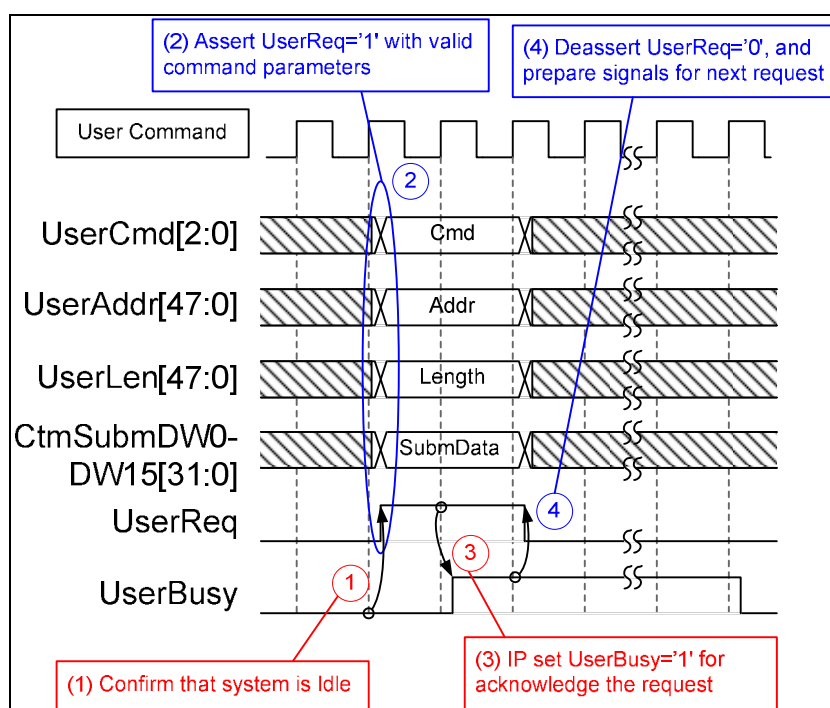 (2) Assert UserReq='1' with valid
command parameters
(4) Deassert UserReq='0', and
prepare signals for next request
User Command
2
UserCmd[2:0]
Cmd
UserAddr[47:0]
Addr
UserLen[47:0]
Length
CtmSubmDW0-
DW15[31:0]
SubmData
UserReq
4
3
UserBusy
1
(1) Confirm that system is Idle
(3) IP set UserBusy='1' for
acknowledge the request